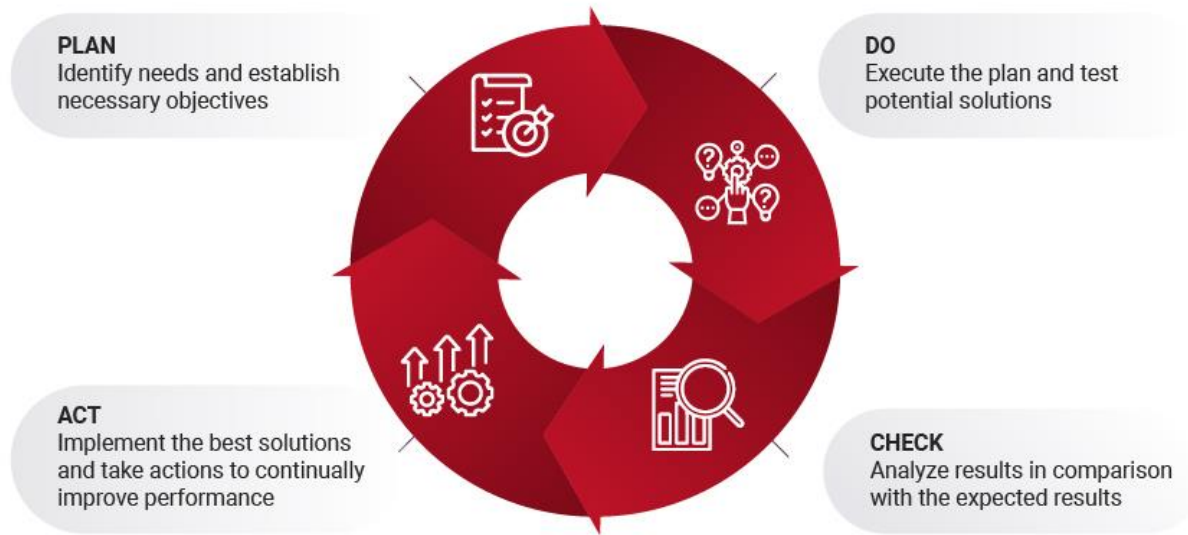 PLAN
Identify needs and establish
necessary objectives
DO
Execute the plan and test
potential solutions
ACT
Implement the best solutions
and take actions to continually
improve performance
CHECK
Analyze results in comparison
with the expected results